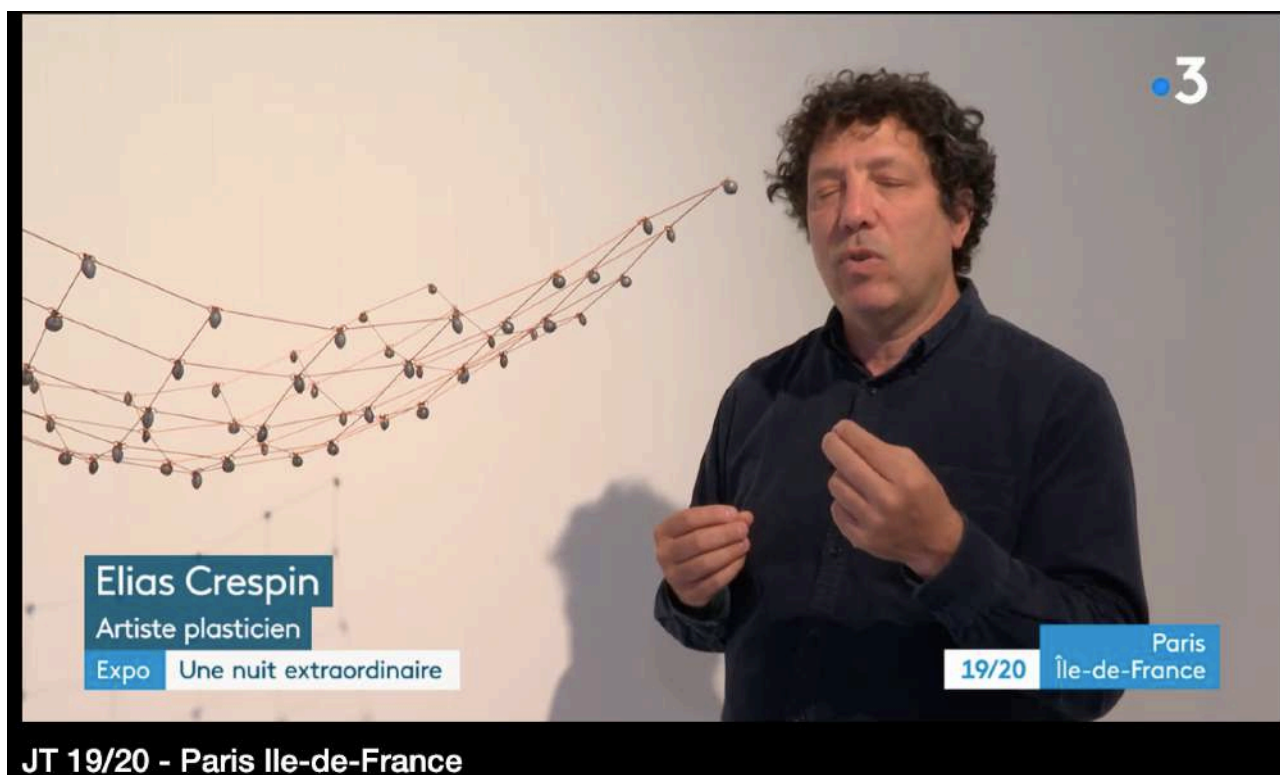 3
Elias Crespin
Artiste plasticien
Expo Une nuit extraordinaire
Paris
19/20 Île-de-France
JT 19/20 - Paris Ile-de-France